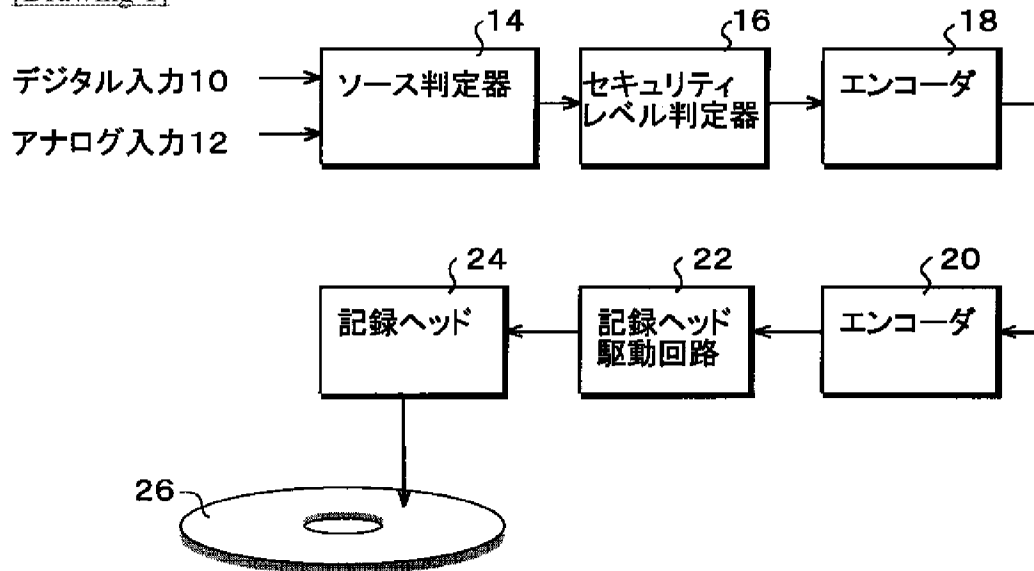 14
16
18
デジタル入力10
アナログ入力12
ソース判定器
セキュリティ
レベル判定器
エンコーダ
24
22
20
記録ヘッド
記録ヘッド
駆動回路
エンコーダ
26